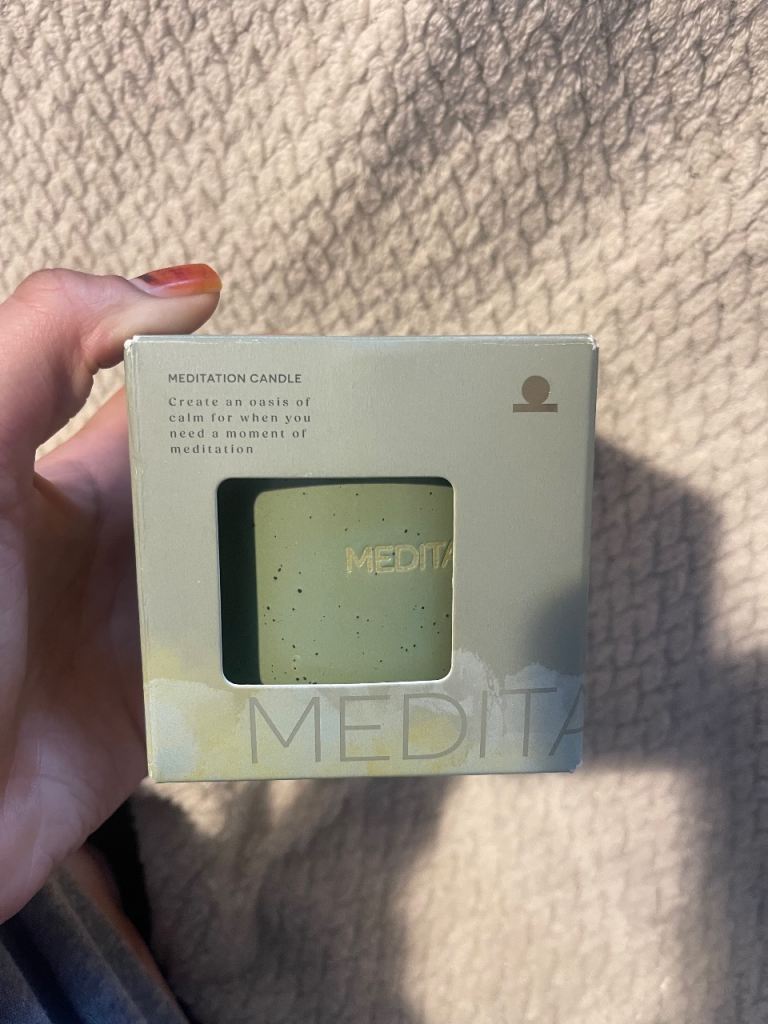 MEDITATION CANDLE
Create an oasis of
calm for when you
need a moment of
meditation
MEDITA
MEDITA